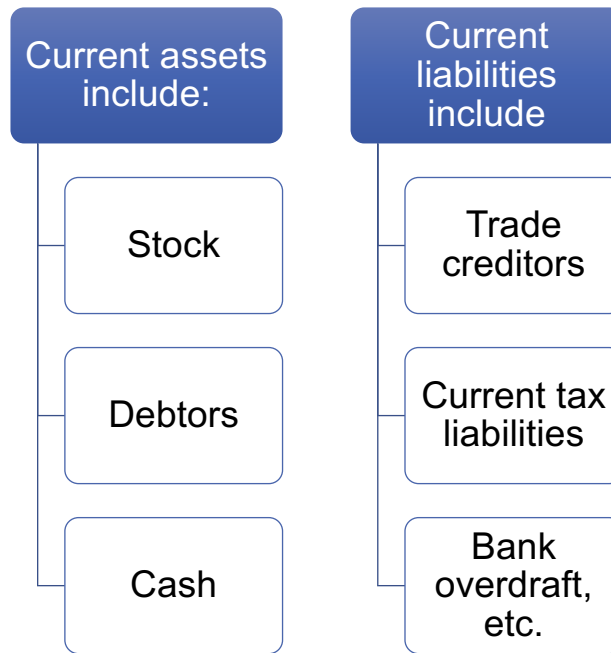 Current assets
include:
Stock
Debtors
Cash
Current
liabilities
include
Trade
creditors
Current tax
liabilities
Bank
overdraft,
etc.